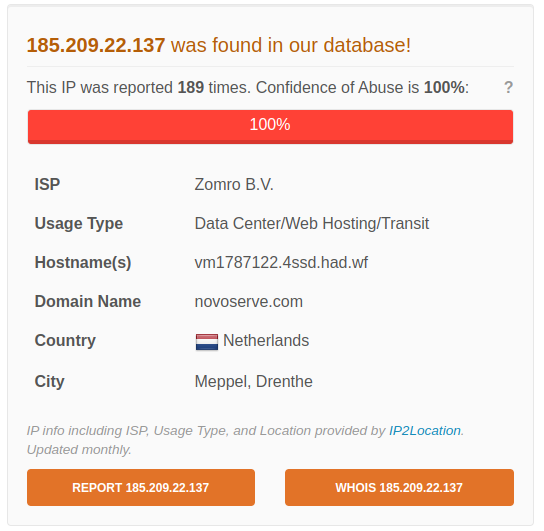 185.209.22.137 was found in our database!
This IP was reported 189 times. Confidence of Abuse is 100%: ?
100%
ISP Zomro B.V.
Usage Type Data Center/Web Hosting/Transit
Hostname(s) vm1787122.4ssd.had.wf
Domain Name novoserve.com
Country Netherlands
City Meppel, Drenthe
IP info including ISP, Usage Type, and Location provided by IP2Location.
Updated monthly.
REPORT 185.209.22.137 WHOIS 185.209.22.137